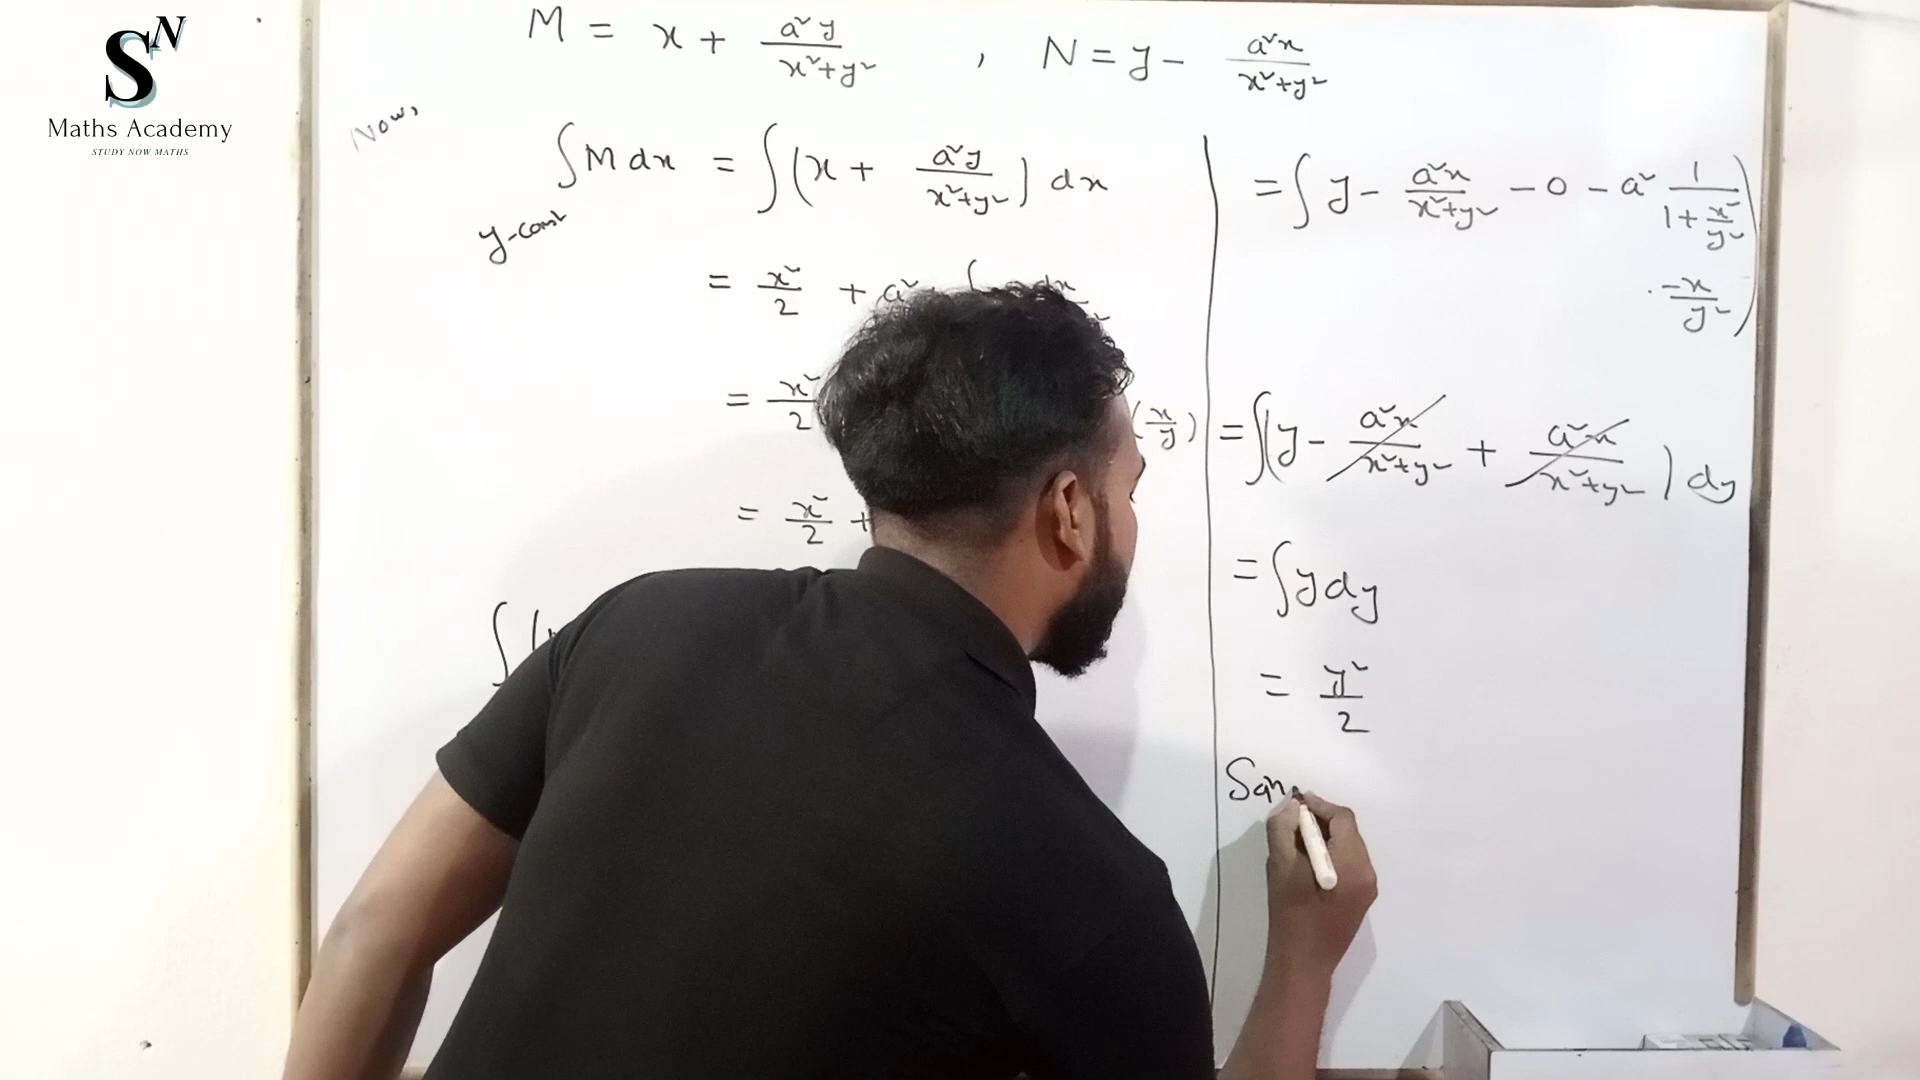 SN
Maths Academy
STUDY NOW MATHS
M = x + a²y/(x²+y²) , N = y - a²x/(x²+y²)
Now,
∫M dx = ∫(x + a²y/(x²+y²)) dx
y-const
= x²/2 + a²
dx
= x²/2
(x/y)
= x²/2 +
∫(
= ∫ y - a²x/(x²+y²) - 0 - a² 1/(1+x²/y²)
· -x/y² )
= ∫(y - a²x/(x²+y²) + a²x/(x²+y²)) dy
= ∫y dy
= y²/2